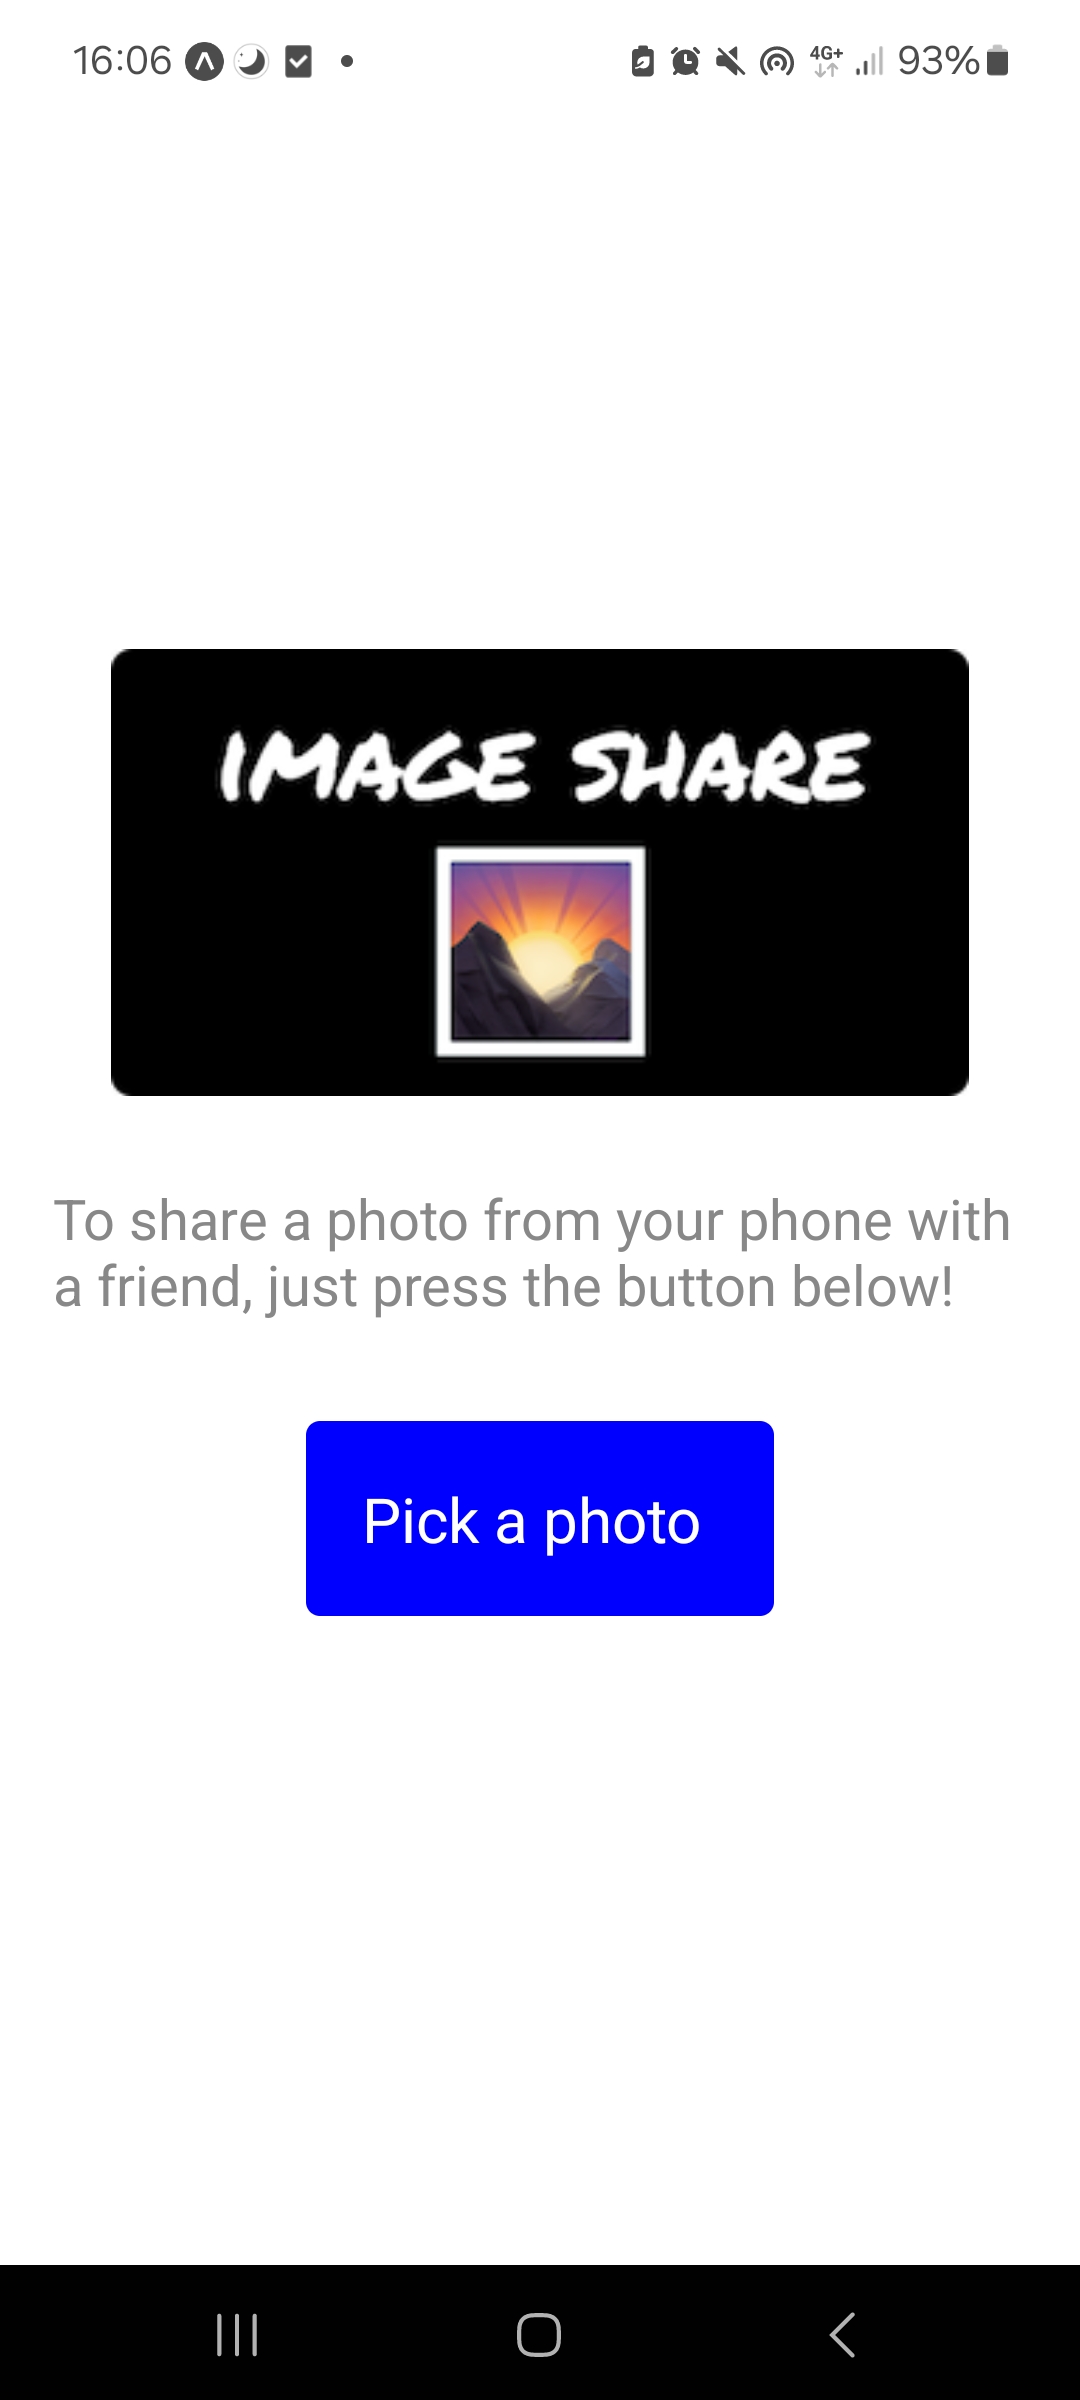 16:06 4G+ 93%
IMAGE SHARE
To share a photo from your phone with
a friend, just press the button below!
Pick a photo